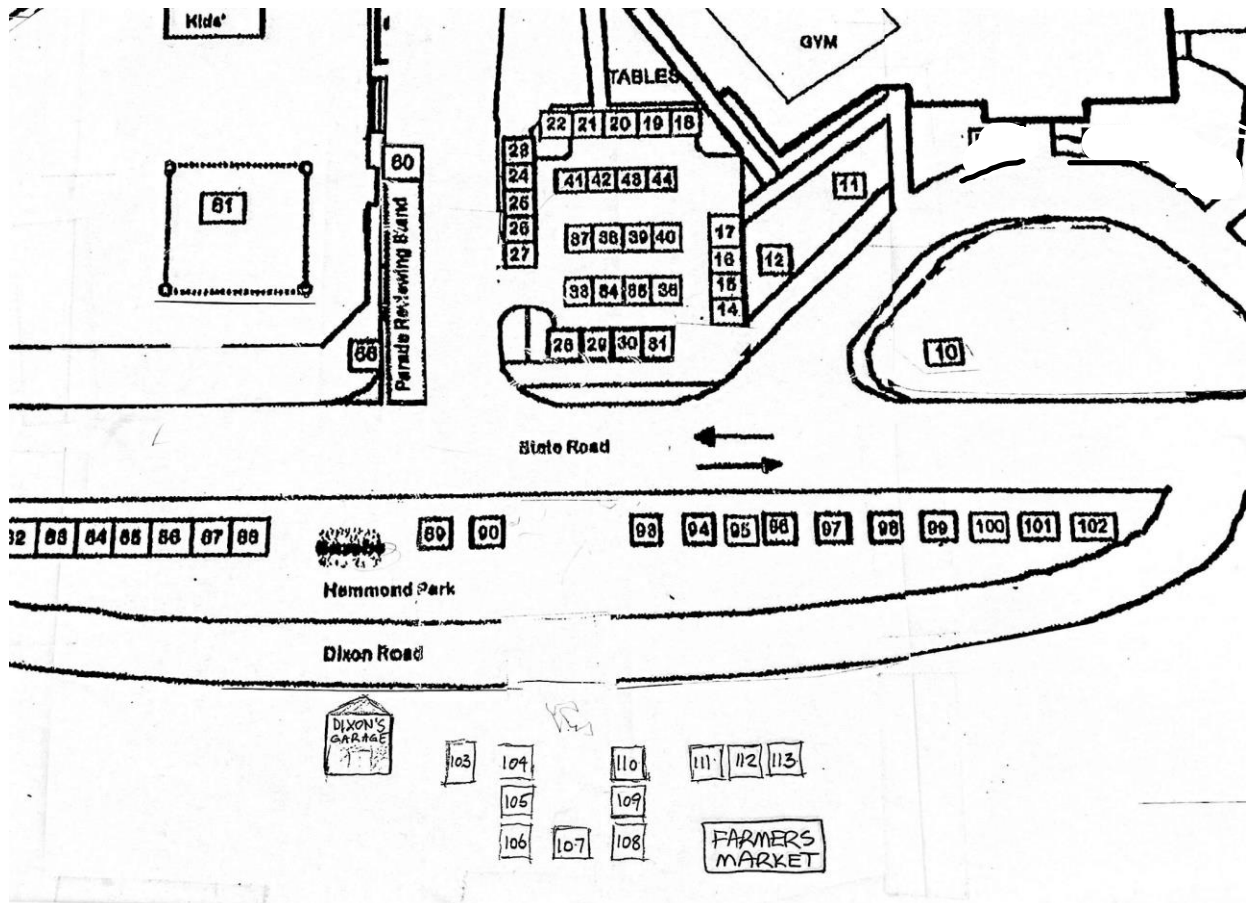 Kids'
GYM
TABLES
22 21 20 19 18
23
24
25
26
27
60
Parade Reviewing Stand
61
41 42 43 44
11
37 38 39 40
17
16
15
14
12
33 34 35 36
28 29 30 31
66
10
State Road
83 84 85 86 87 88
89 90
93 94 95 96 97 98 99 100 101 102
Hammond Park
Dixon Road
DIXON'S
GARAGE
103 104
105
106 107 108
109
110
111 112 113
FARMERS
MARKET